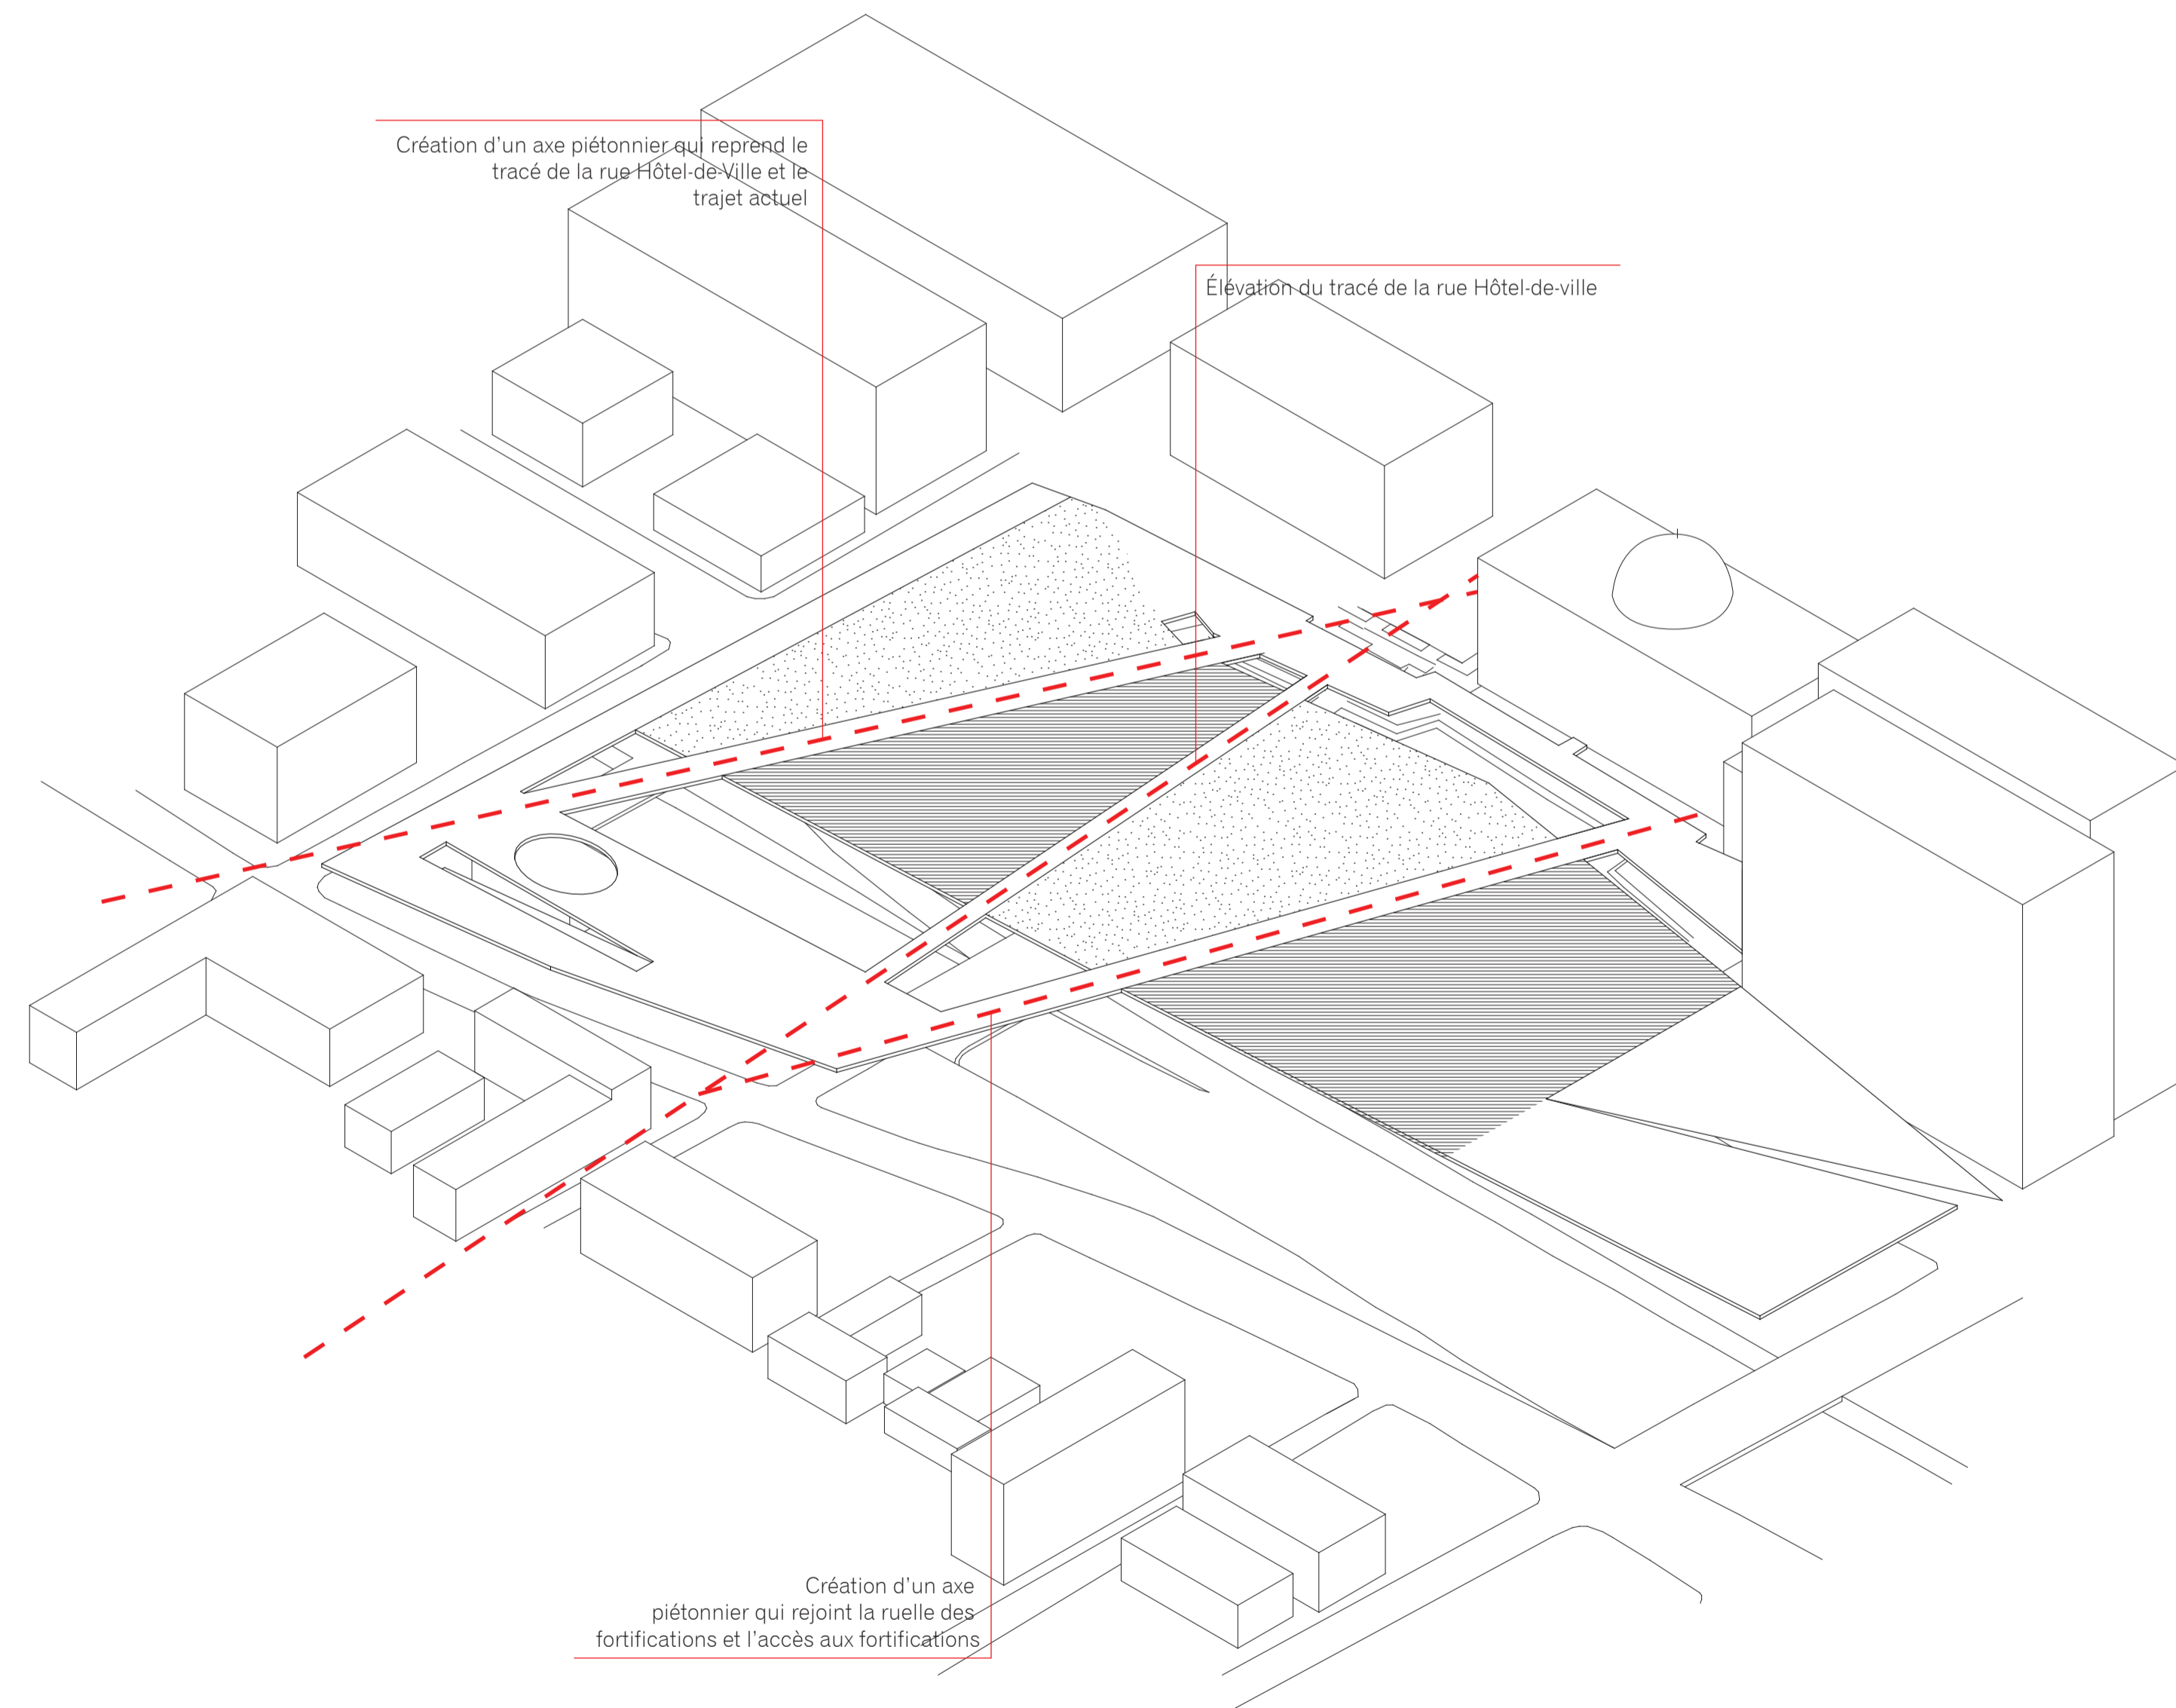 Création d'un axe piétonnier qui reprend le
tracé de la rue Hôtel-de-Ville et le
trajet actuel
Élévation du tracé de la rue Hôtel-de-ville
Création d'un axe
piétonnier qui rejoint la ruelle des
fortifications et l'accès aux fortifications